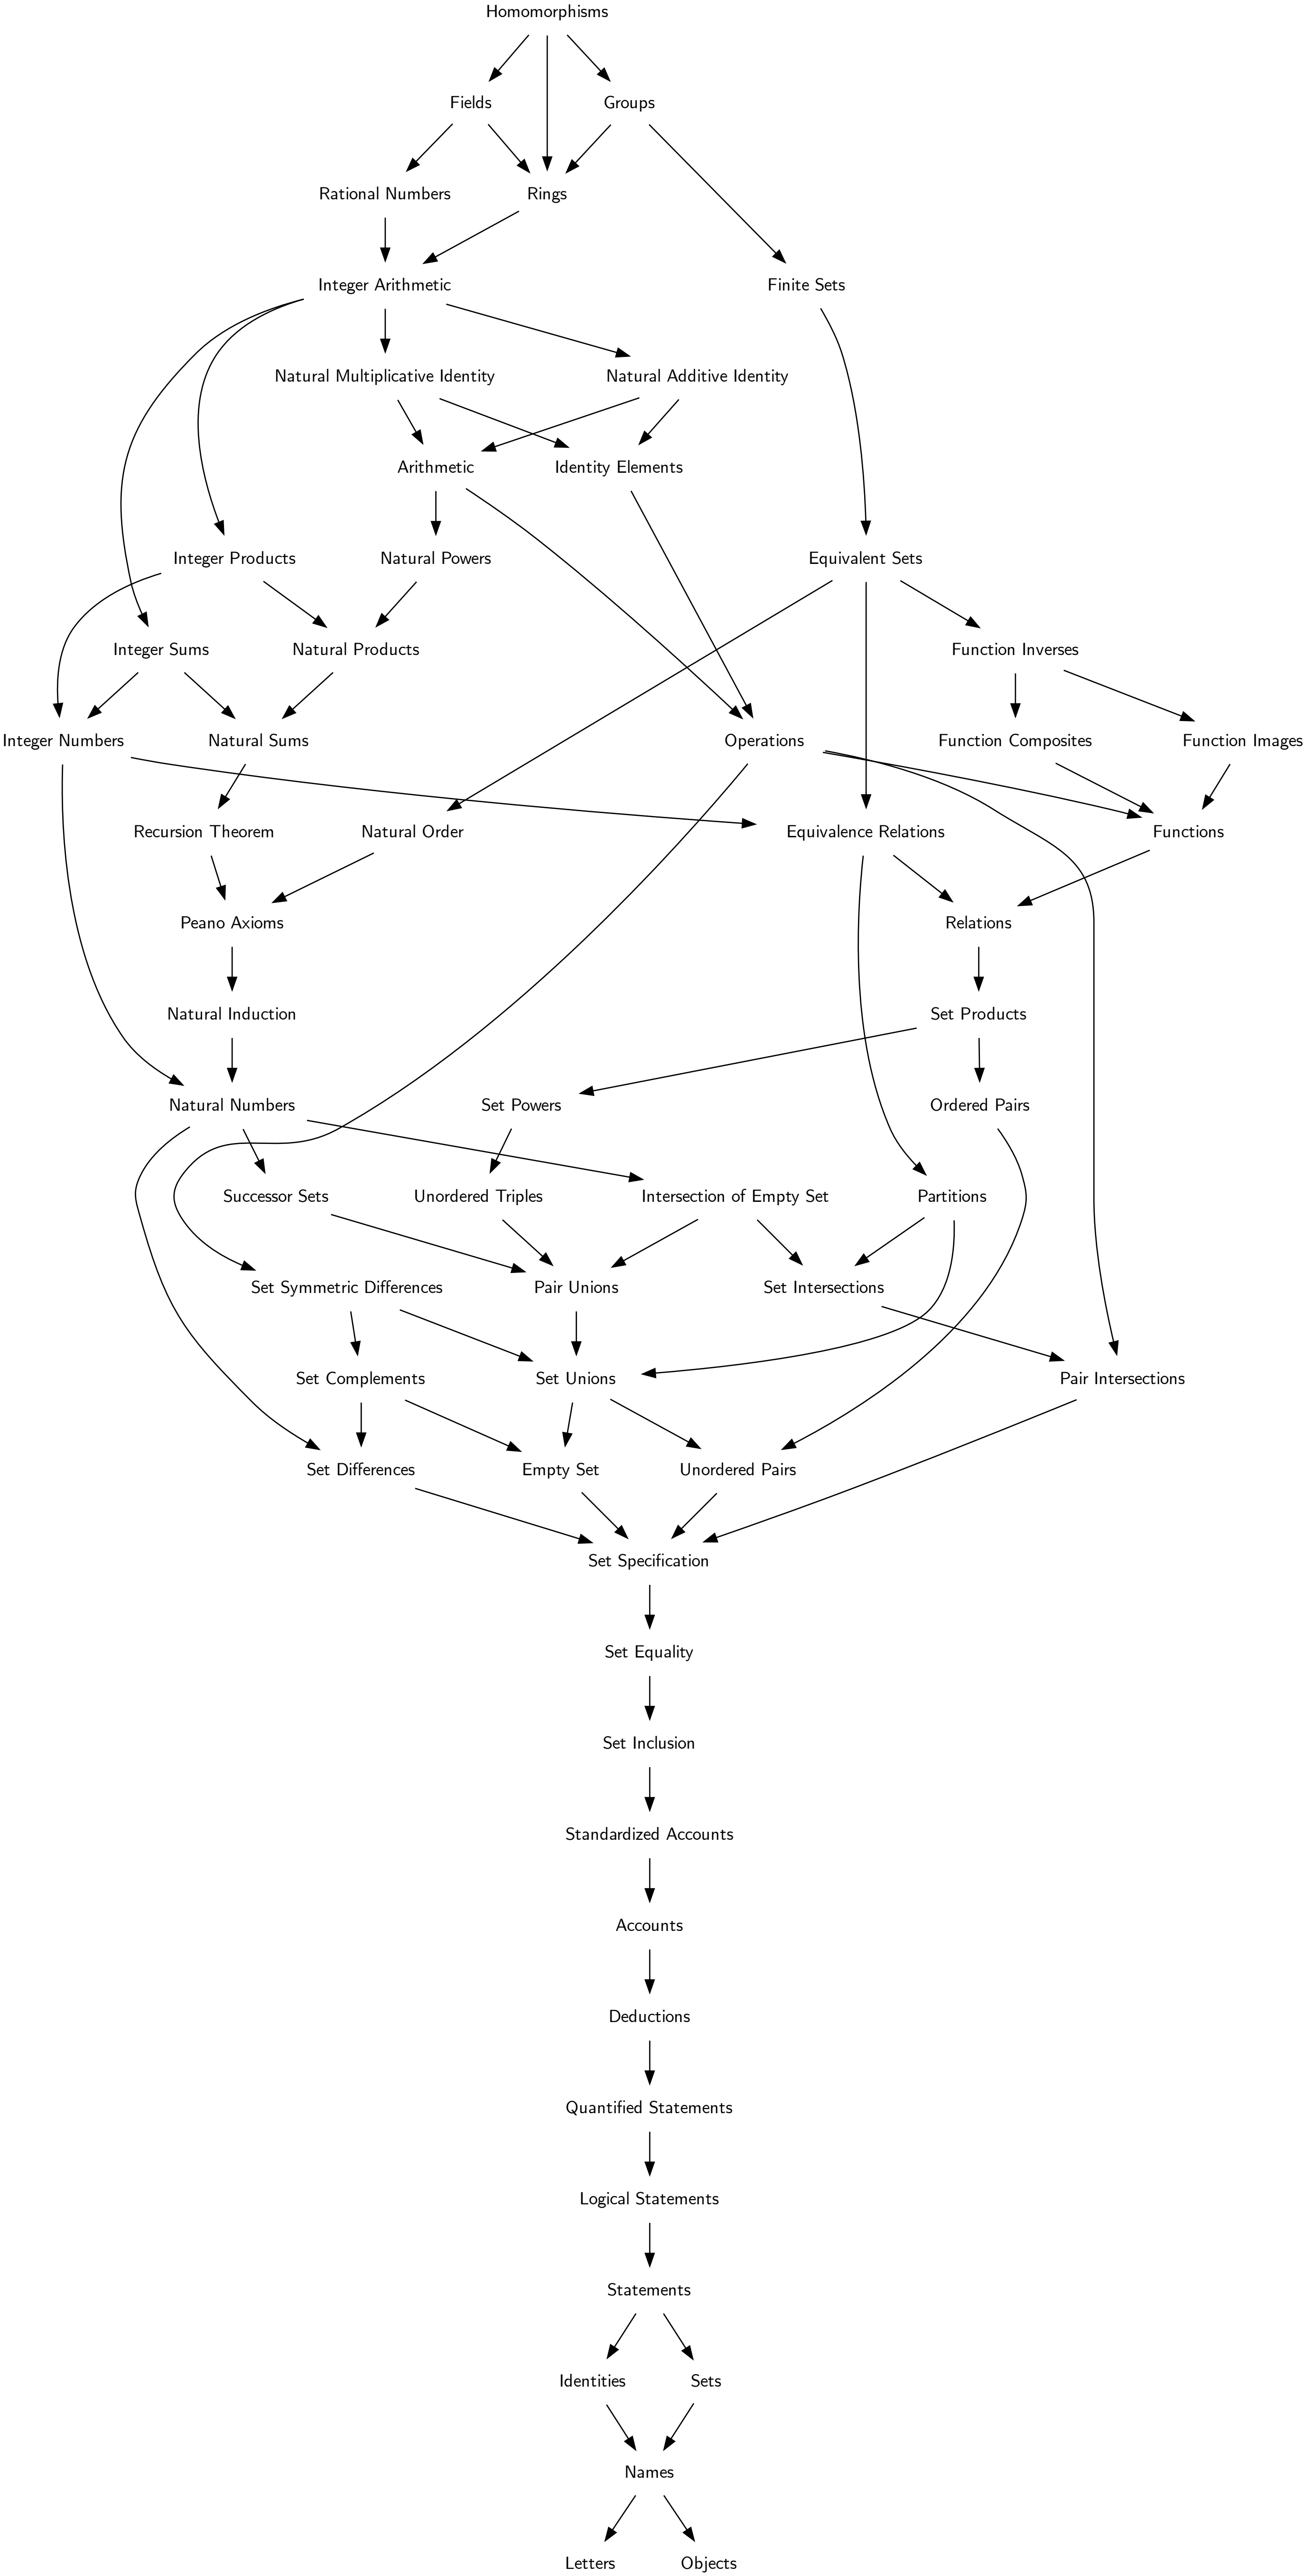 Homomorphisms
Fields
Groups
Rational Numbers
Rings
Integer Arithmetic
Finite Sets
Natural Multiplicative Identity
Natural Additive Identity
Arithmetic
Identity Elements
Integer Products
Natural Powers
Equivalent Sets
Integer Sums
Natural Products
Function Inverses
Integer Numbers
Natural Sums
Operations
Function Composites
Function Images
Recursion Theorem
Natural Order
Equivalence Relations
Functions
Peano Axioms
Relations
Natural Induction
Set Products
Natural Numbers
Set Powers
Ordered Pairs
Successor Sets
Unordered Triples
Intersection of Empty Set
Partitions
Set Symmetric Differences
Pair Unions
Set Intersections
Set Complements
Set Unions
Pair Intersections
Set Differences
Empty Set
Unordered Pairs
Set Specification
Set Equality
Set Inclusion
Standardized Accounts
Accounts
Deductions
Quantified Statements
Logical Statements
Statements
Identities
Sets
Names
Letters
Objects